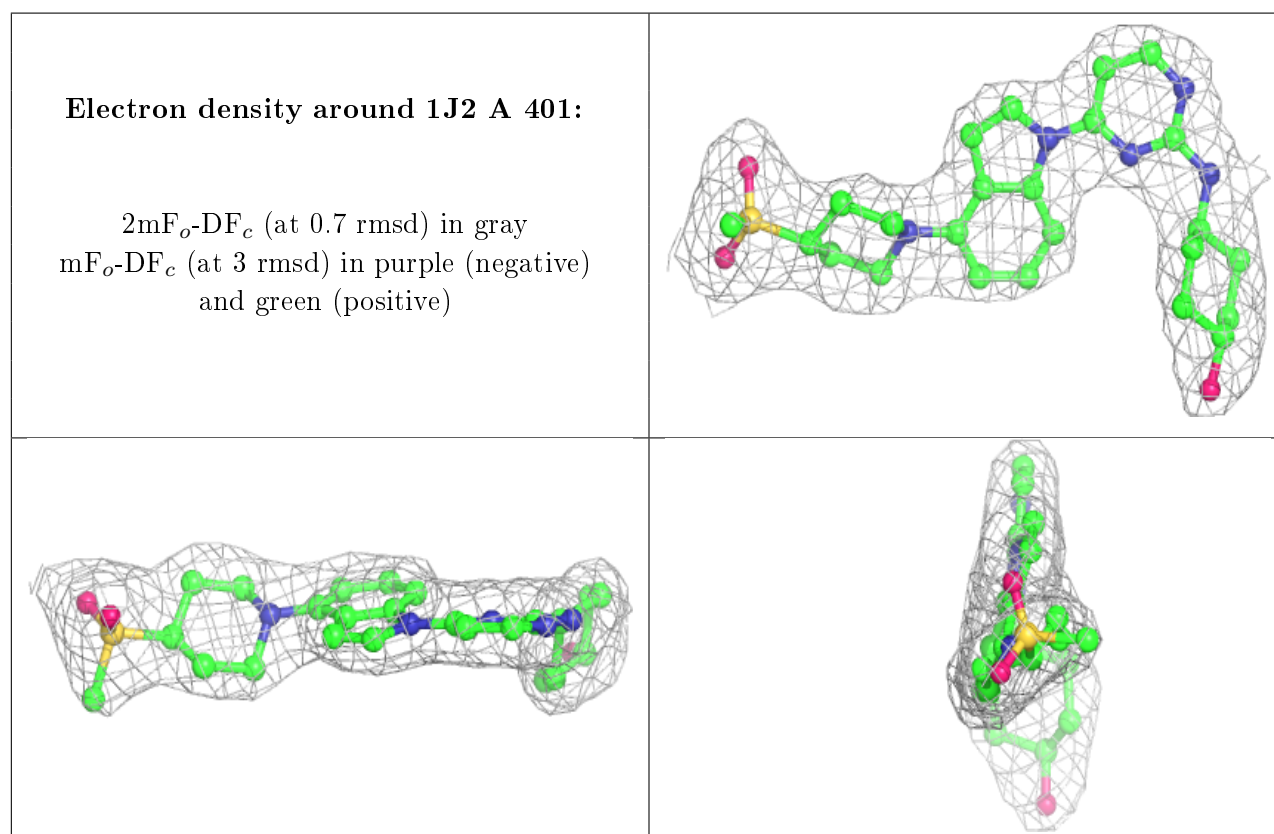 Electron density around 1J2 A 401:
2mFo-DFc (at 0.7 rmsd) in gray
mFo-DFc (at 3 rmsd) in purple (negative)
and green (positive)